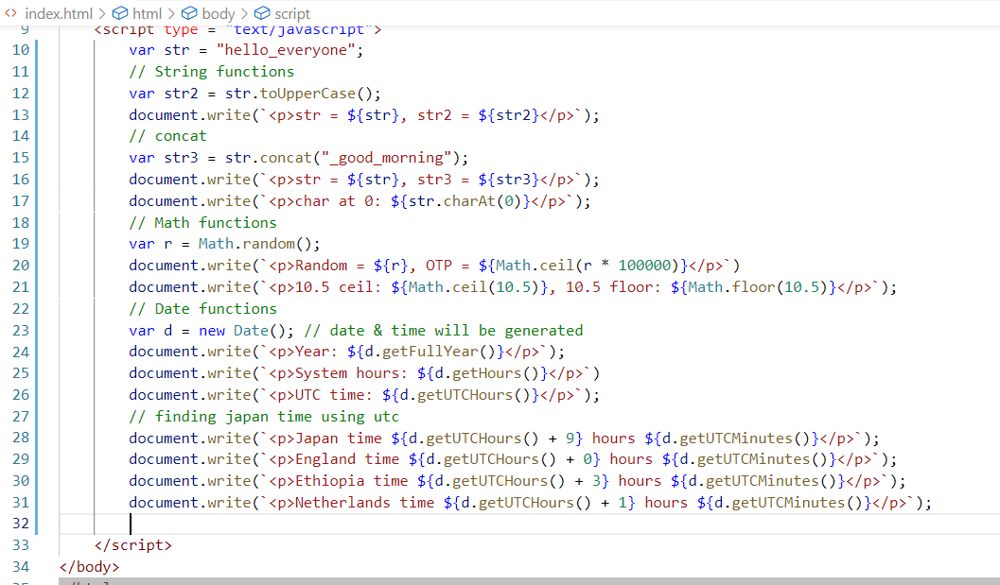 index.html > html > body > script
9 <script type = "text/javascript">
10 var str = "hello_everyone";
11 // String functions
12 var str2 = str.toUpperCase();
13 document.write(`<p>str = ${str}, str2 = ${str2}</p>`);
14 // concat
15 var str3 = str.concat("_good_morning");
16 document.write(`<p>str = ${str}, str3 = ${str3}</p>`);
17 document.write(`<p>char at 0: ${str.charAt(0)}</p>`);
18 // Math functions
19 var r = Math.random();
20 document.write(`<p>Random = ${r}, OTP = ${Math.ceil(r * 100000)}</p>`)
21 document.write(`<p>10.5 ceil: ${Math.ceil(10.5)}, 10.5 floor: ${Math.floor(10.5)}</p>`);
22 // Date functions
23 var d = new Date(); // date & time will be generated
24 document.write(`<p>Year: ${d.getFullYear()}</p>`);
25 document.write(`<p>System hours: ${d.getHours()}</p>`)
26 document.write(`<p>UTC time: ${d.getUTCHours()}</p>`);
27 // finding japan time using utc
28 document.write(`<p>Japan time ${d.getUTCHours() + 9} hours ${d.getUTCMinutes()}</p>`);
29 document.write(`<p>England time ${d.getUTCHours() + 0} hours ${d.getUTCMinutes()}</p>`);
30 document.write(`<p>Ethiopia time ${d.getUTCHours() + 3} hours ${d.getUTCMinutes()}</p>`);
31 document.write(`<p>Netherlands time ${d.getUTCHours() + 1} hours ${d.getUTCMinutes()}</p>`);
32
33 </script>
34 </body>